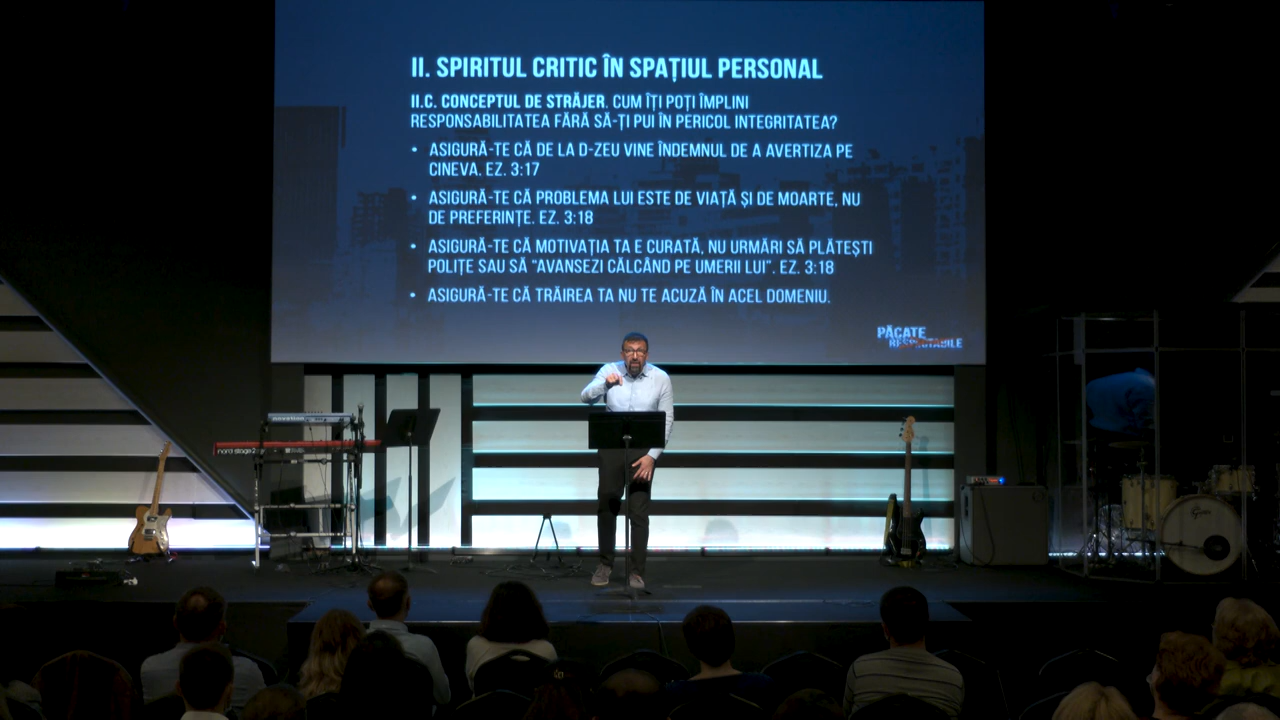 II. SPIRITUL CRITIC ÎN SPAȚIUL PERSONAL
II.C. CONCEPTUL DE STRĂJER. CUM ÎȚI POȚI ÎMPLINI
RESPONSABILITATEA FĂRĂ SĂ-ȚI PUI ÎN PERICOL INTEGRITATEA?
• ASIGURĂ-TE CĂ DE LA D-ZEU VINE ÎNDEMNUL DE A AVERTIZA PE
CINEVA. EZ. 3:17
• ASIGURĂ-TE CĂ PROBLEMA LUI ESTE DE VIAȚĂ ȘI DE MOARTE, NU
DE PREFERINȚE. EZ. 3:18
• ASIGURĂ-TE CĂ MOTIVAȚIA TA E CURATĂ, NU URMĂRI SĂ PLĂTEȘTI
POLIȚE SAU SĂ "AVANSEZI CĂLCÂND PE UMERII LUI". EZ. 3:18
• ASIGURĂ-TE CĂ TRĂIREA TA NU TE ACUZĂ ÎN ACEL DOMENIU.
PĂCATE
RESPECTABILE
nord stage 2